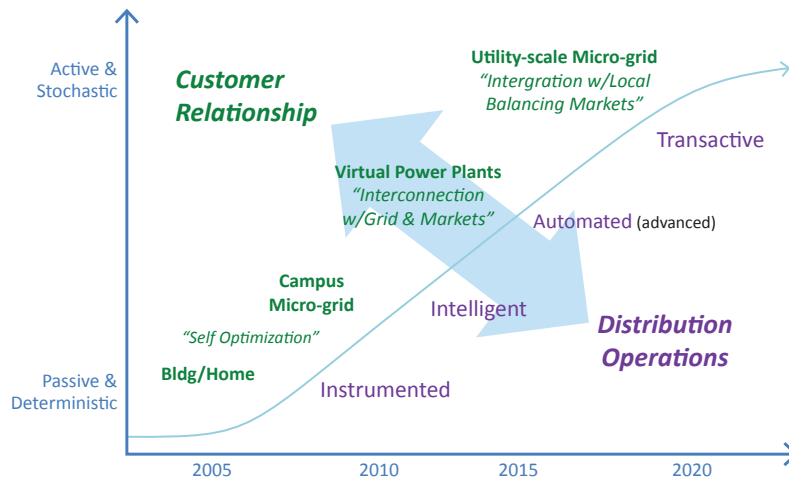 Active &
Stochastic
Customer
Relationship
Utility-scale Micro-grid
“Intergration w/Local
Balancing Markets”
Transactive
Virtual Power Plants
“Interconnection
w/Grid & Markets”
Automated (advanced)
Campus
Micro-grid
Intelligent
“Self Optimization”
Distribution
Operations
Bldg/Home
Instrumented
Passive &
Deterministic
2005 2010 2015 2020